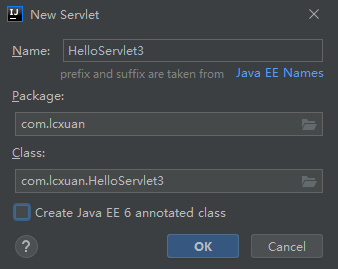 New Servlet
Name: HelloServlet3
prefix and suffix are taken from Java EE Names
Package:
com.lcxuan
Class:
com.lcxuan.HelloServlet3
Create Java EE 6 annotated class
? OK Cancel